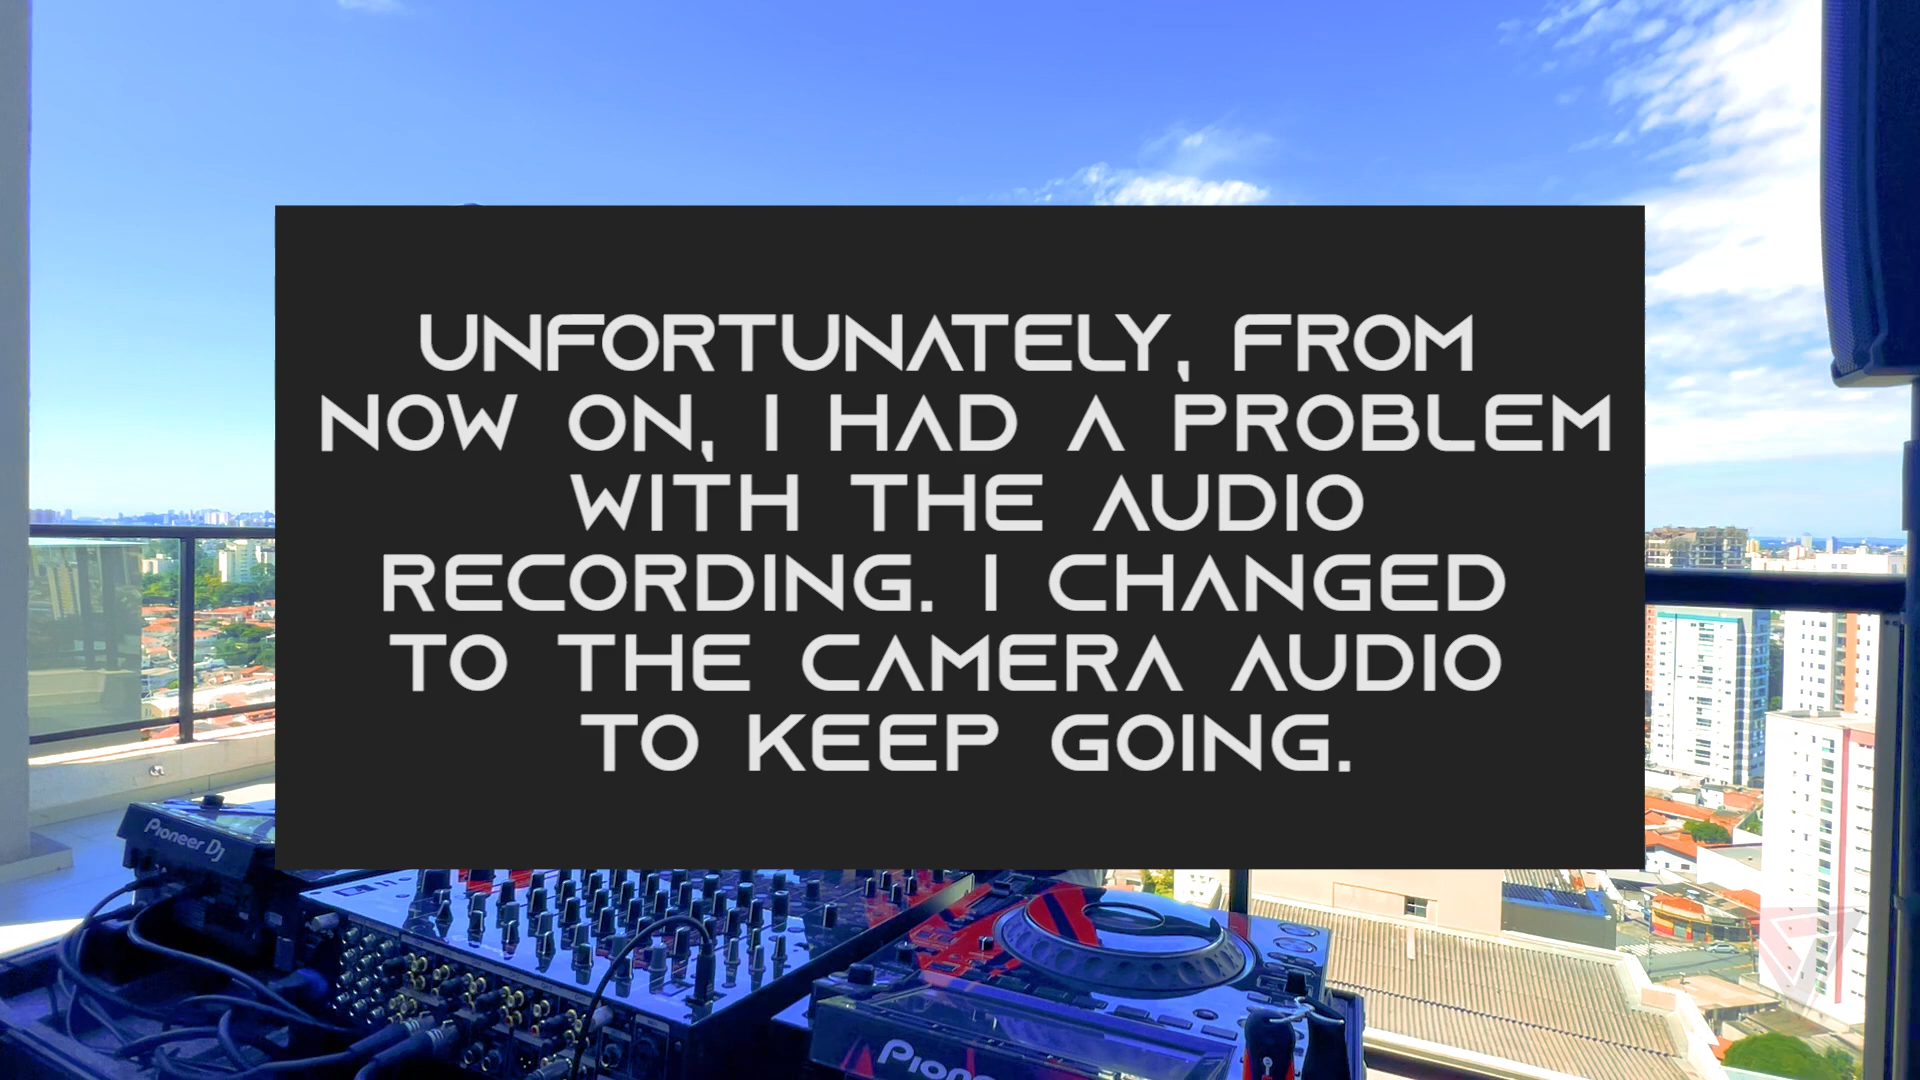 UNFORTUNATELY, FROM
NOW ON, I HAD A PROBLEM
WITH THE AUDIO
RECORDING. I CHANGED
TO THE CAMERA AUDIO
TO KEEP GOING.
Pioneer Dj